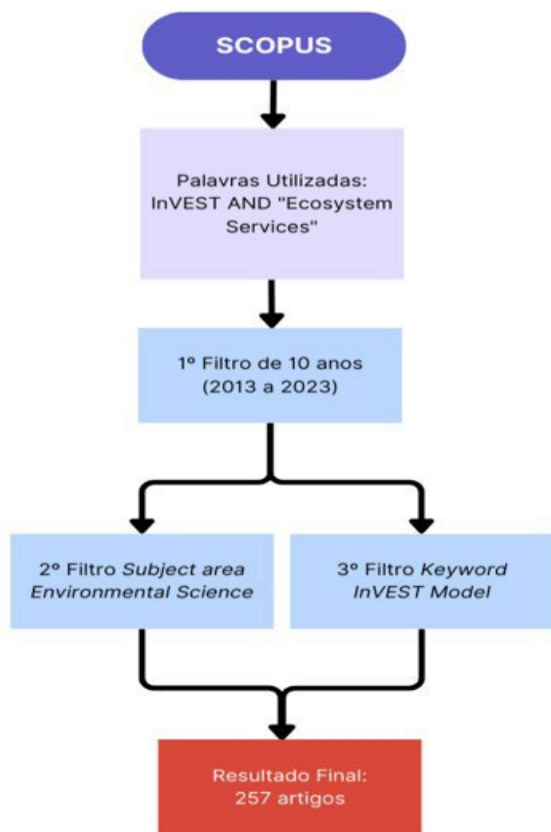 SCOPUS
Palavras Utilizadas:
InVEST AND "Ecosystem
Services"
1º Filtro de 10 anos
(2013 a 2023)
2º Filtro Subject area
Environmental Science
3º Filtro Keyword
InVEST Model
Resultado Final:
257 artigos